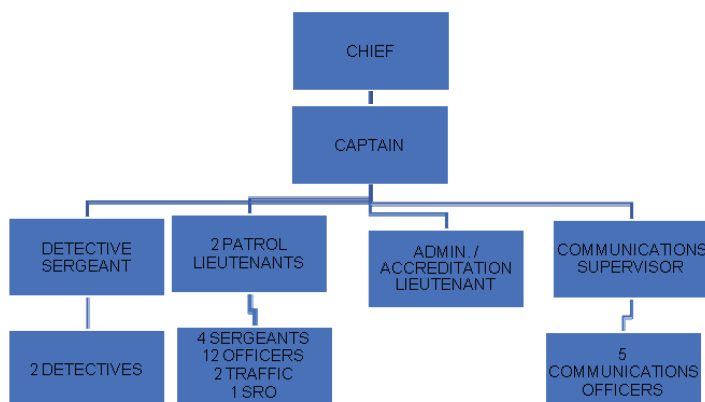 CHIEF
CAPTAIN
DETECTIVE
SERGEANT
2 PATROL
LIEUTENANTS
ADMIN. /
ACCREDITATION
LIEUTENANT
COMMUNICATIONS
SUPERVISOR
2 DETECTIVES
4 SERGEANTS
12 OFFICERS
2 TRAFFIC
1 SRO
5
COMMUNICATIONS
OFFICERS